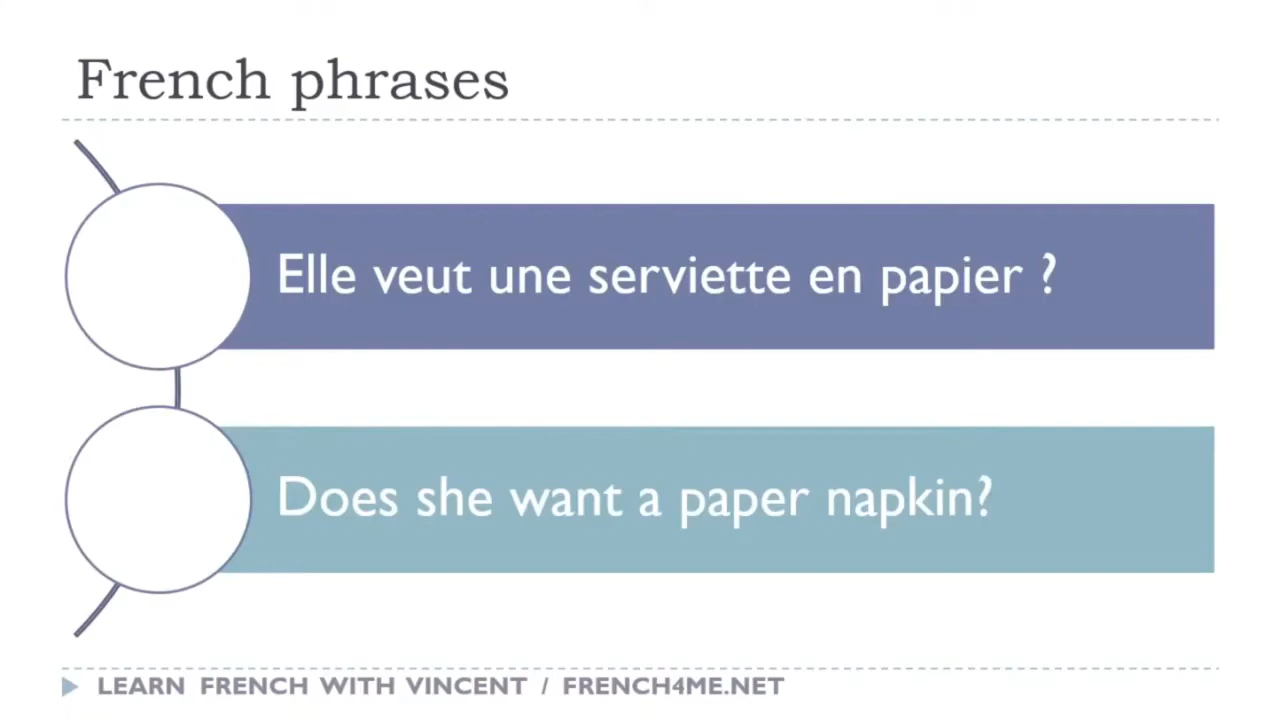 French phrases
Elle veut une serviette en papier ?
Does she want a paper napkin?
LEARN FRENCH WITH VINCENT / FRENCH4ME.NET